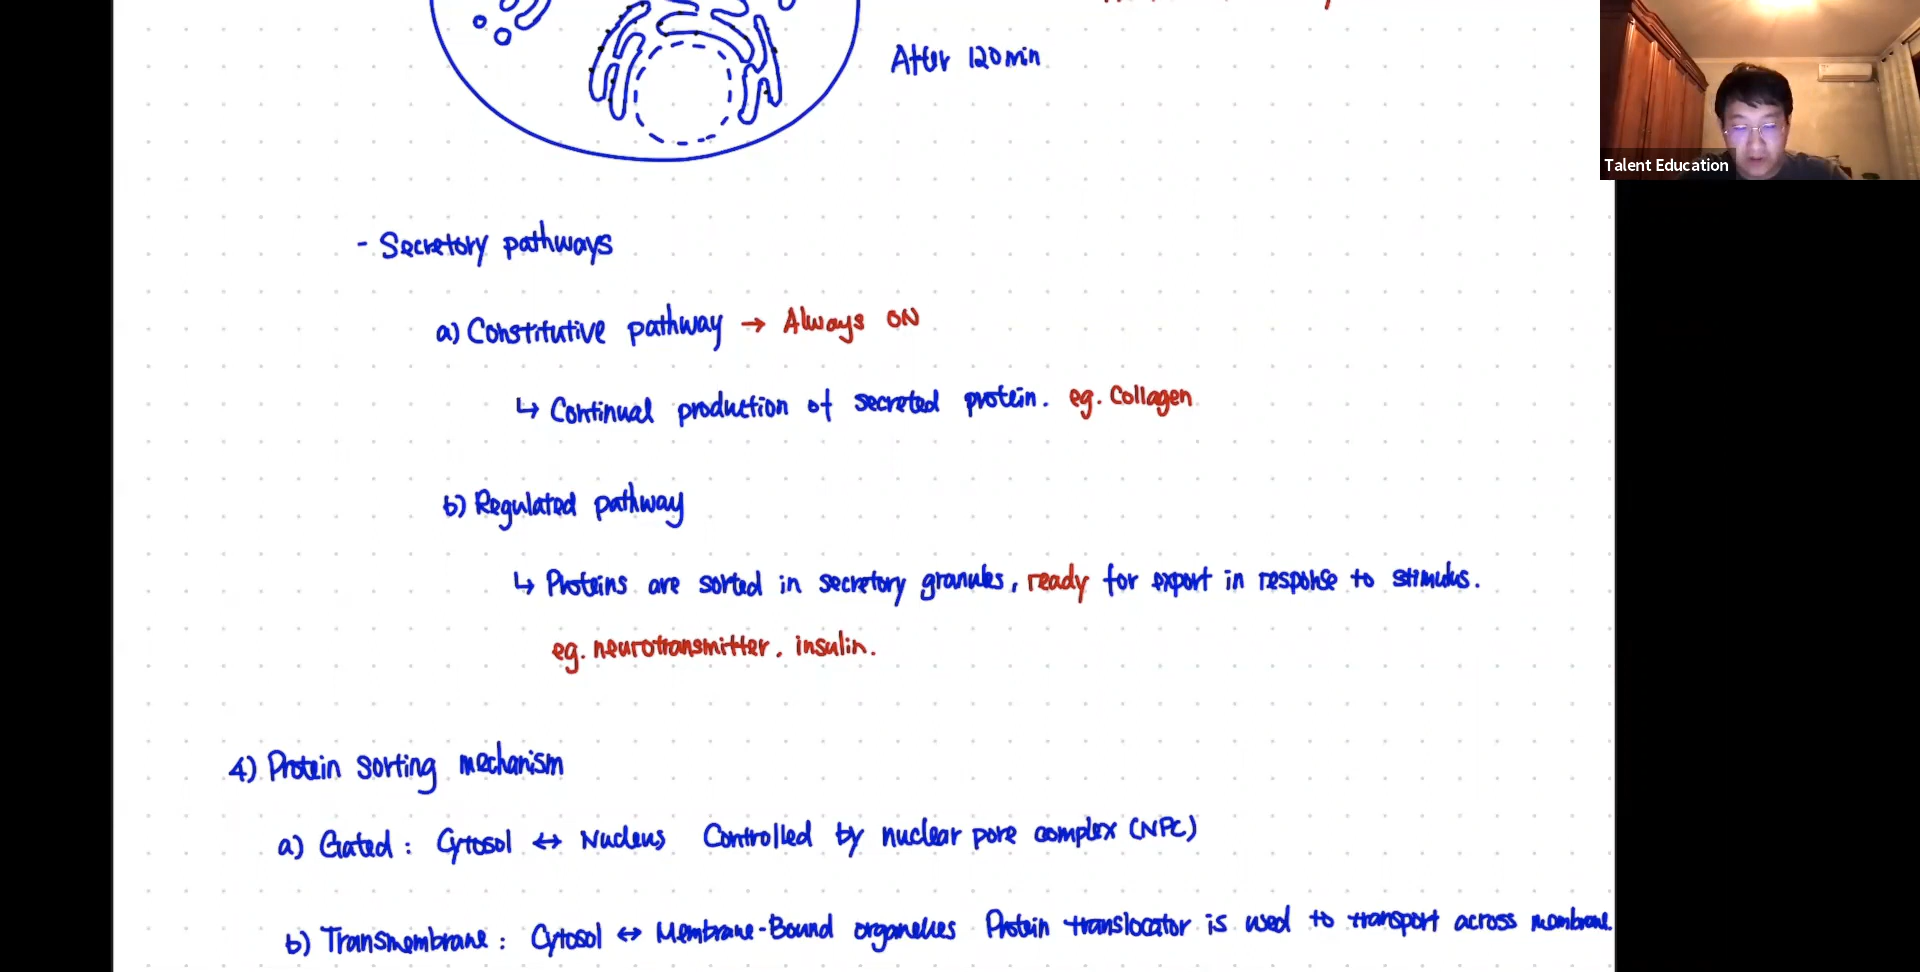 After 120 min
Talent Education
- Secretory pathways
a) Constitutive pathway → Always ON
↳ Continual production of secreted protein. eg. Collagen
b) Regulated pathway
↳ Proteins are sorted in secretory granules, ready for export in response to stimulus.
eg. neurotransmitter, insulin.
4) Protein sorting mechanism
a) Gated: Cytosol ↔ Nucleus Controlled by nuclear pore complex (NPC)
b) Transmembrane: Cytosol ↔ Membrane-Bound organelles Protein translocator is used to transport across membrane.